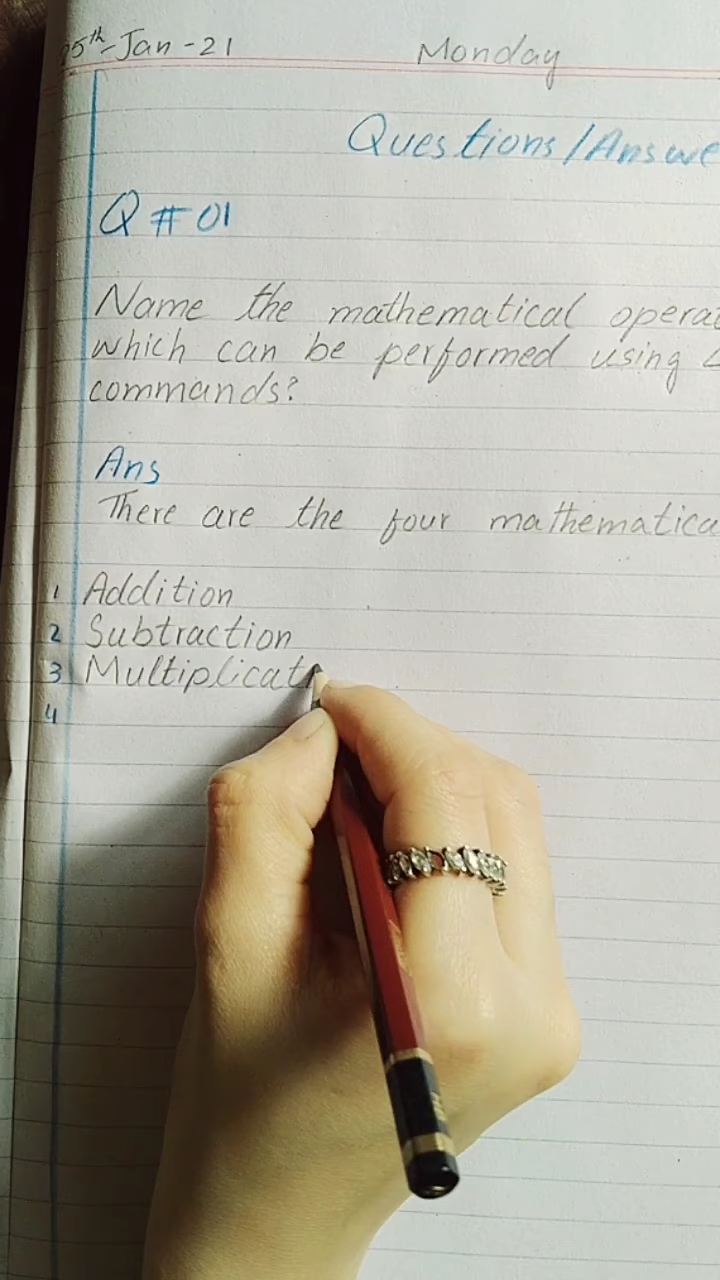 25th-Jan-21 Monday
Questions/Answe
Q # 01
Name the mathematical opera
which can be performed using
commands?
Ans
There are the four mathematica
1 Addition
2 Subtraction
3 Multiplicat
4